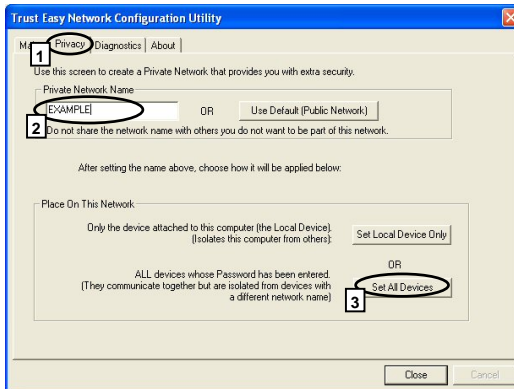 Trust Easy Network Configuration Utility
Privacy Diagnostics About
1
Use this screen to create a Private Network that provides you with extra security.
Private Network Name
EXAMPLE OR Use Default (Public Network)
2
Do not share the network name with others you do not want to be part of this network.
After setting the name above, choose how it will be applied below:
Place On This Network
Only the device attached to this computer (the Local Device).
(Isolates this computer from others):
Set Local Device Only
OR
ALL devices whose Password has been entered.
(They communicate together but are isolated from devices with
a different network name)
Set All Devices
3
Close Cancel